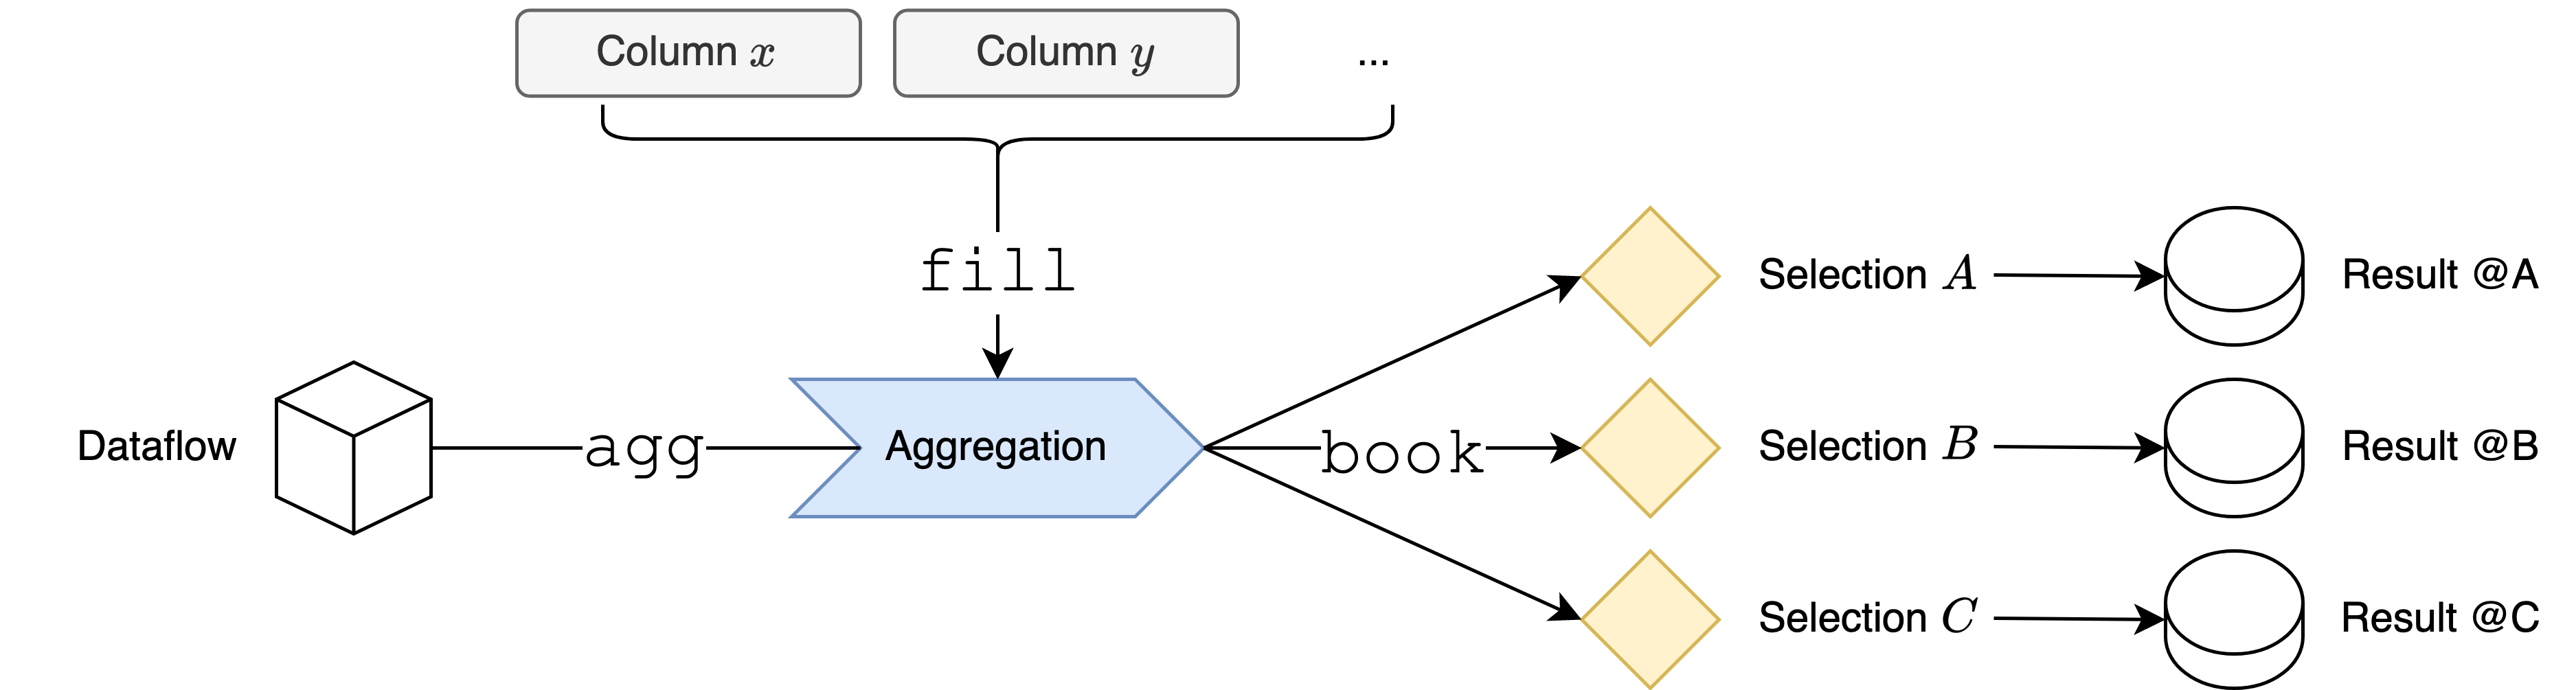 Column x
Column y
...
fill
Dataflow
agg
Aggregation
book
Selection A
Result @A
Selection B
Result @B
Selection C
Result @C